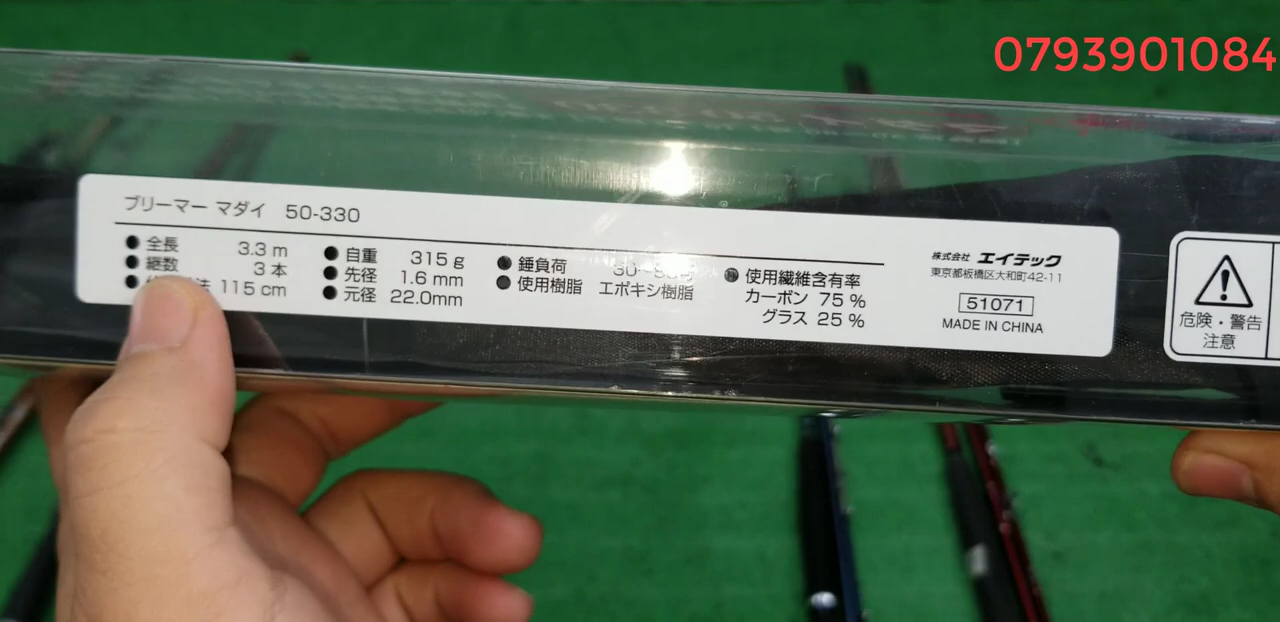 0793901084
ブリーマー マダイ 50-330
●全長 3.3 m
●継数 3 本
115 cm
●自重 315 g
●先径 1.6 mm
●元径 22.0mm
●錘負荷
●使用樹脂 エポキシ樹脂
●使用繊維含有率
カーボン 75 %
グラス 25 %
株式会社 エイテック
東京都板橋区大和町42-11
51071
MADE IN CHINA
危険・警告
注意